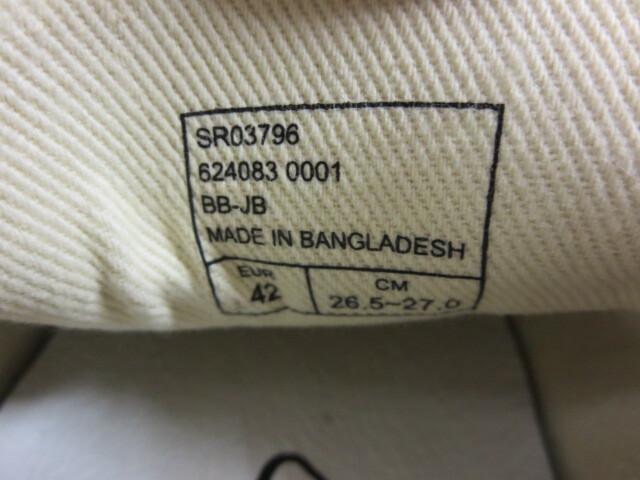 SR03796
624083 0001
BB-JB
MADE IN BANGLADESH
EUR CM
42 26.5-27.0